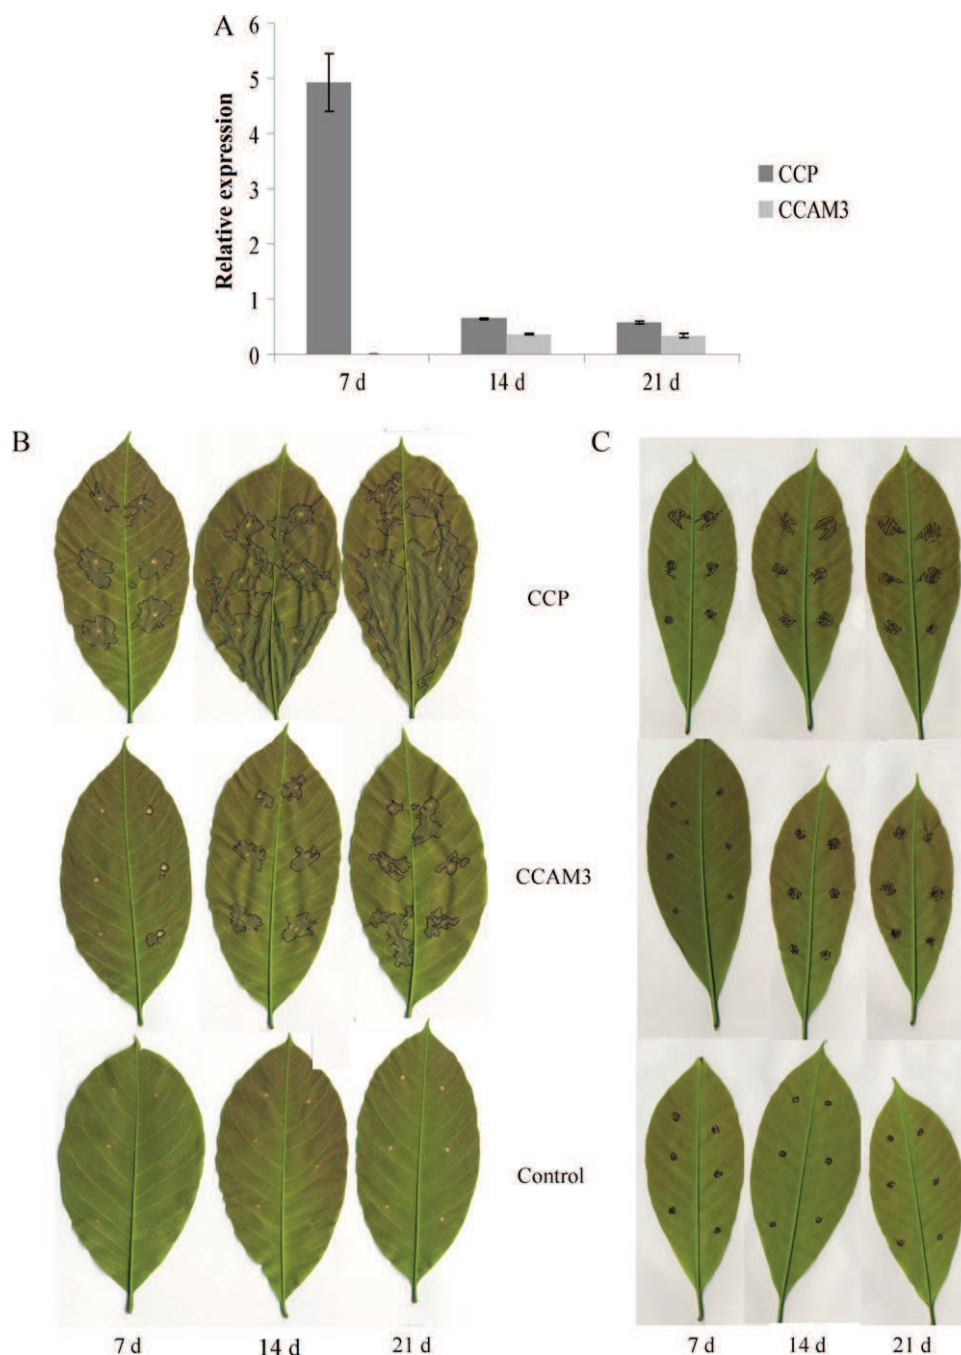 A
Relative expression
6
5
4
3
2
1
0
7 d
14 d
21 d
CCP
CCAM3
B
C
CCP
CCAM3
Control
7 d
14 d
21 d
7 d
14 d
21 d